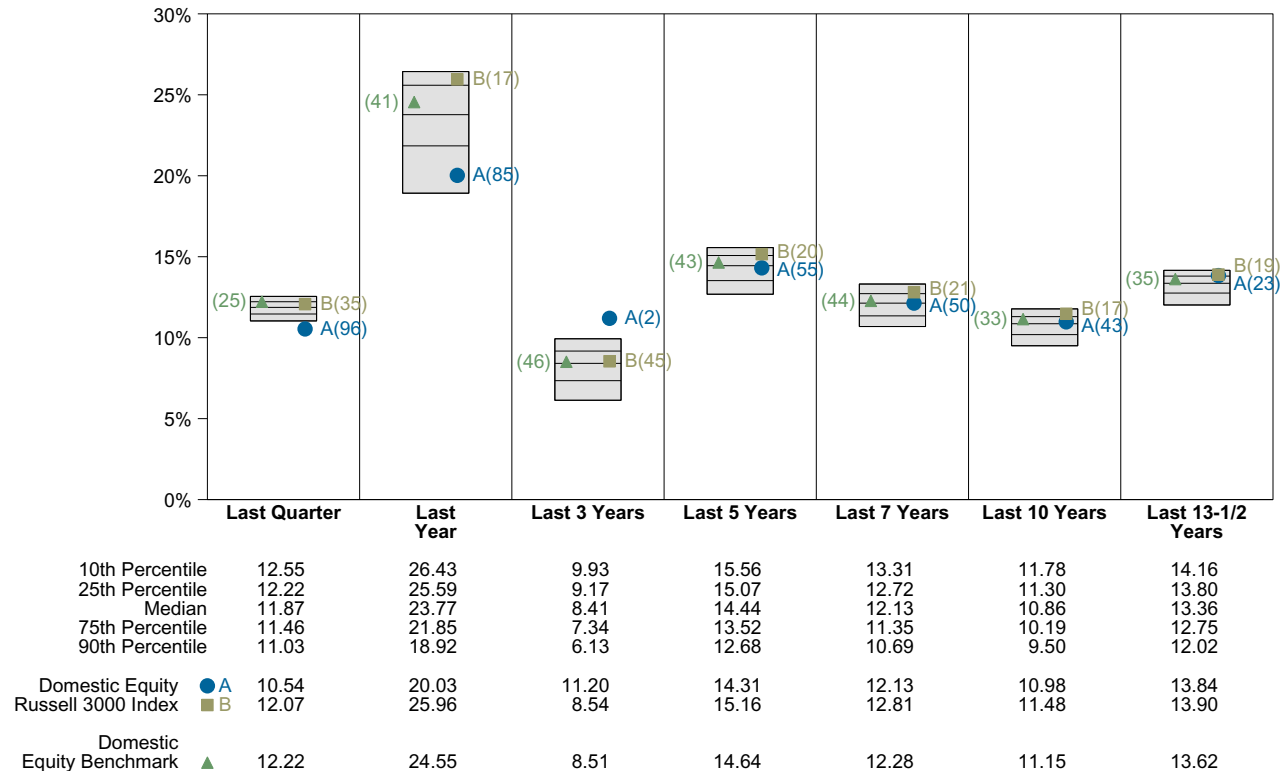 30%
25%
20%
15%
10%
5%
0%
(25) B(35) A(96)
(41) B(17) A(85)
(46) A(2) B(45)
(43) B(20) A(55)
(44) B(21) A(50)
(33) B(17) A(43)
(35) B(19) A(23)
Last Quarter Last Year Last 3 Years Last 5 Years Last 7 Years Last 10 Years Last 13-1/2 Years
10th Percentile 12.55 26.43 9.93 15.56 13.31 11.78 14.16
25th Percentile 12.22 25.59 9.17 15.07 12.72 11.30 13.80
Median 11.87 23.77 8.41 14.44 12.13 10.86 13.36
75th Percentile 11.46 21.85 7.34 13.52 11.35 10.19 12.75
90th Percentile 11.03 18.92 6.13 12.68 10.69 9.50 12.02
Domestic Equity A 10.54 20.03 11.20 14.31 12.13 10.98 13.84
Russell 3000 Index B 12.07 25.96 8.54 15.16 12.81 11.48 13.90
Domestic
Equity Benchmark 12.22 24.55 8.51 14.64 12.28 11.15 13.62